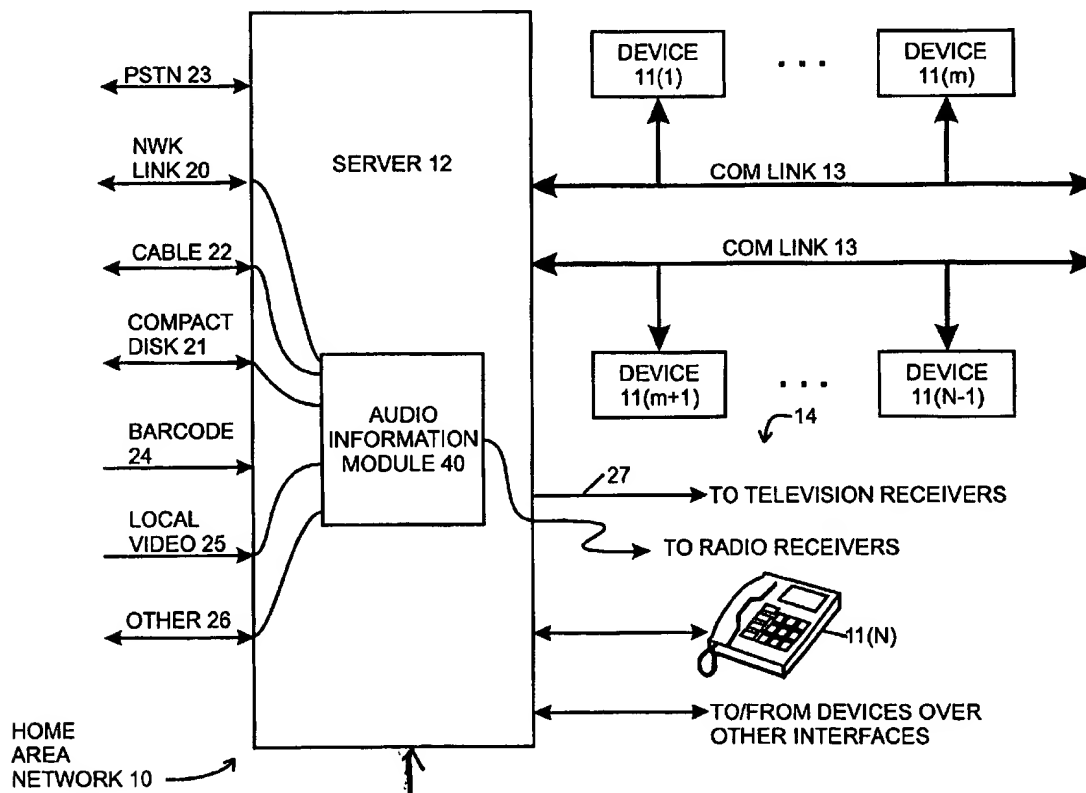 PSTN 23
NWK
LINK 20
CABLE 22
COMPACT
DISK 21
BARCODE
24
LOCAL
VIDEO 25
OTHER 26
HOME
AREA
NETWORK 10
SERVER 12
AUDIO
INFORMATION
MODULE 40
DEVICE
11(1)
. . .
DEVICE
11(m)
COM LINK 13
COM LINK 13
DEVICE
11(m+1)
. . .
DEVICE
11(N-1)
14
27
TO TELEVISION RECEIVERS
TO RADIO RECEIVERS
11(N)
TO/FROM DEVICES OVER
OTHER INTERFACES